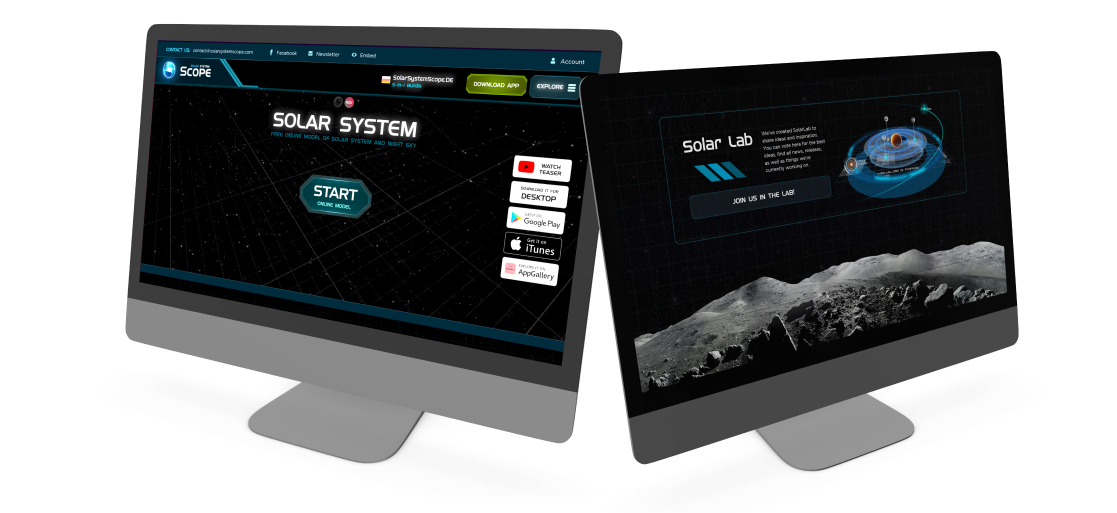 CONTACT US: contact@solarsystemscope.com
Facebook
Newsletter
Embed
Account
SOLAR SYSTEM
SCOPE
SolarSystemScope.DE
DOWNLOAD APP
EXPLORE
SOLAR SYSTEM
FREE ONLINE MODEL OF SOLAR SYSTEM AND NIGHT SKY
START
ONLINE MODEL
WATCH
TEASER
DOWNLOAD IT FOR
DESKTOP
GET IT ON
Google Play
Get it on
iTunes
EXPLORE IT ON
AppGallery
Solar Lab
We've created SolarLab to
share ideas and inspiration.
You can vote here for the best
ideas, find all news, releases,
as well as things we're
currently working on.
JOIN US IN THE LAB!